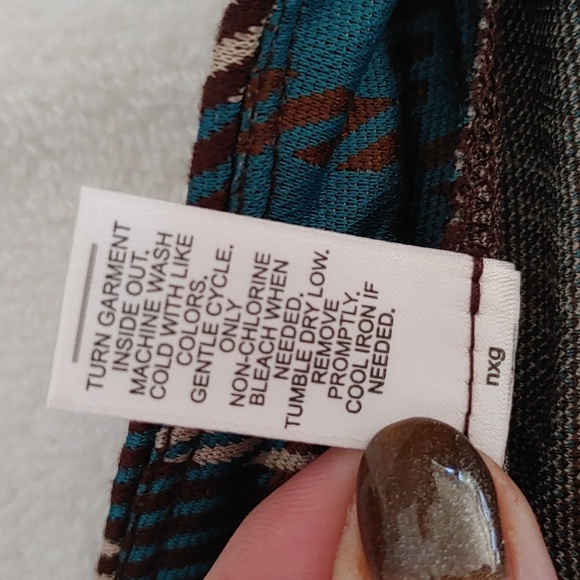 TURN GARMENT
INSIDE OUT.
MACHINE WASH
COLD WITH LIKE
COLORS.
GENTLE CYCLE.
ONLY
NON-CHLORINE
BLEACH WHEN
NEEDED.
TUMBLE DRY LOW.
REMOVE
PROMPTLY.
COOL IRON IF
NEEDED.
nxg